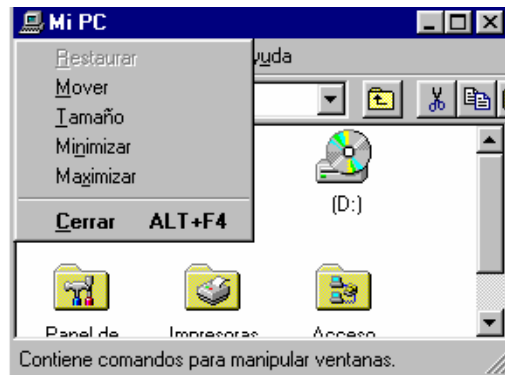 Mi PC
Restaurar
yuda
Mover
Tamaño
Minimizar
Maximizar
Cerrar ALT+F4
(D:)
Panel de Impresoras Acceso
Contiene comandos para manipular ventanas.